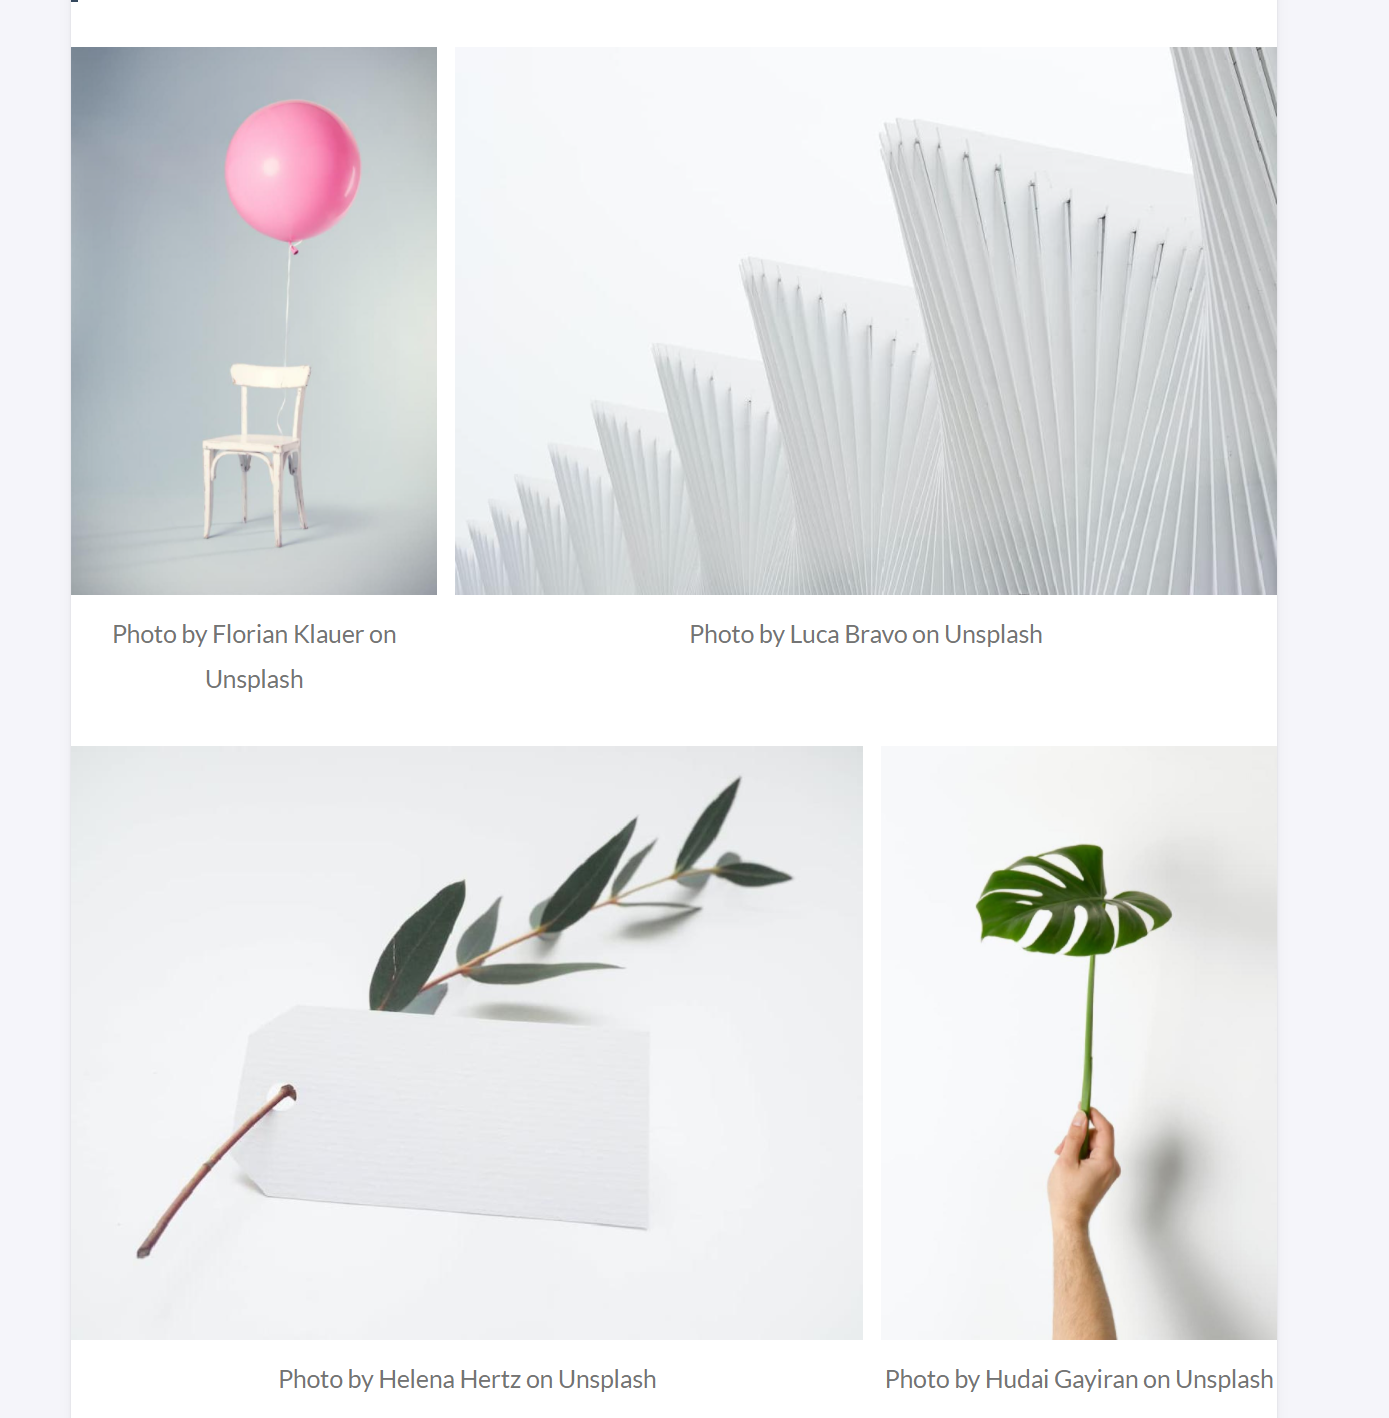 Photo by Florian Klauer on
Unsplash
Photo by Luca Bravo on Unsplash
Photo by Helena Hertz on Unsplash
Photo by Hudai Gayiran on Unsplash